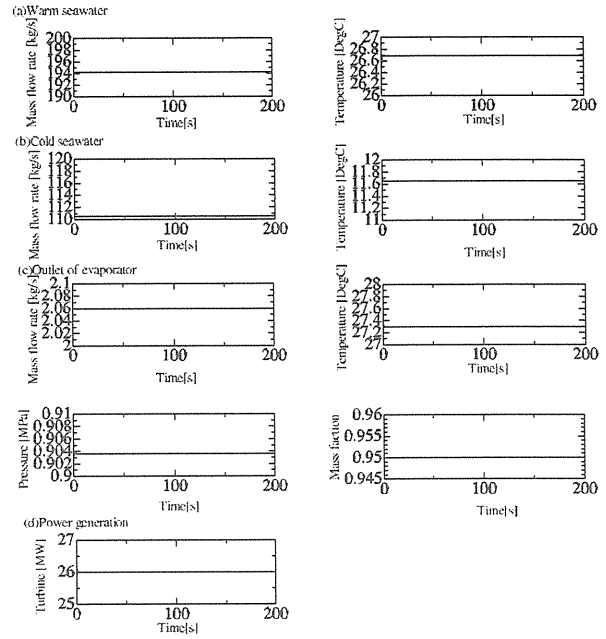 (a)Warm seawater
Mass flow rate [kg/s]
200
198
196
194
192
190
0 100 200
Time[s]
Temperature [DegC]
27
26.8
26.6
26.4
26.2
26
0 100 200
Time[s]
(b)Cold seawater
Mass flow rate [kg/s]
120
118
116
114
112
110
0 100 200
Time[s]
Temperature [DegC]
12
11.8
11.6
11.4
11.2
11
0 100 200
Time[s]
(c)Outlet of evaporator
Mass flow rate [kg/s]
2.1
2.08
2.06
2.04
2.02
2
0 100 200
Time[s]
Temperature [DegC]
28
27.8
27.6
27.4
27.2
27
0 100 200
Time[s]
Pressure [MPa]
0.91
0.908
0.906
0.904
0.902
0.9
0 100 200
Time[s]
Mass faction
0.96
0.955
0.95
0.945
0 100 200
Time[s]
(d)Power generation
Turbine [MW]
27
26
25
0 100 200
Time[s]